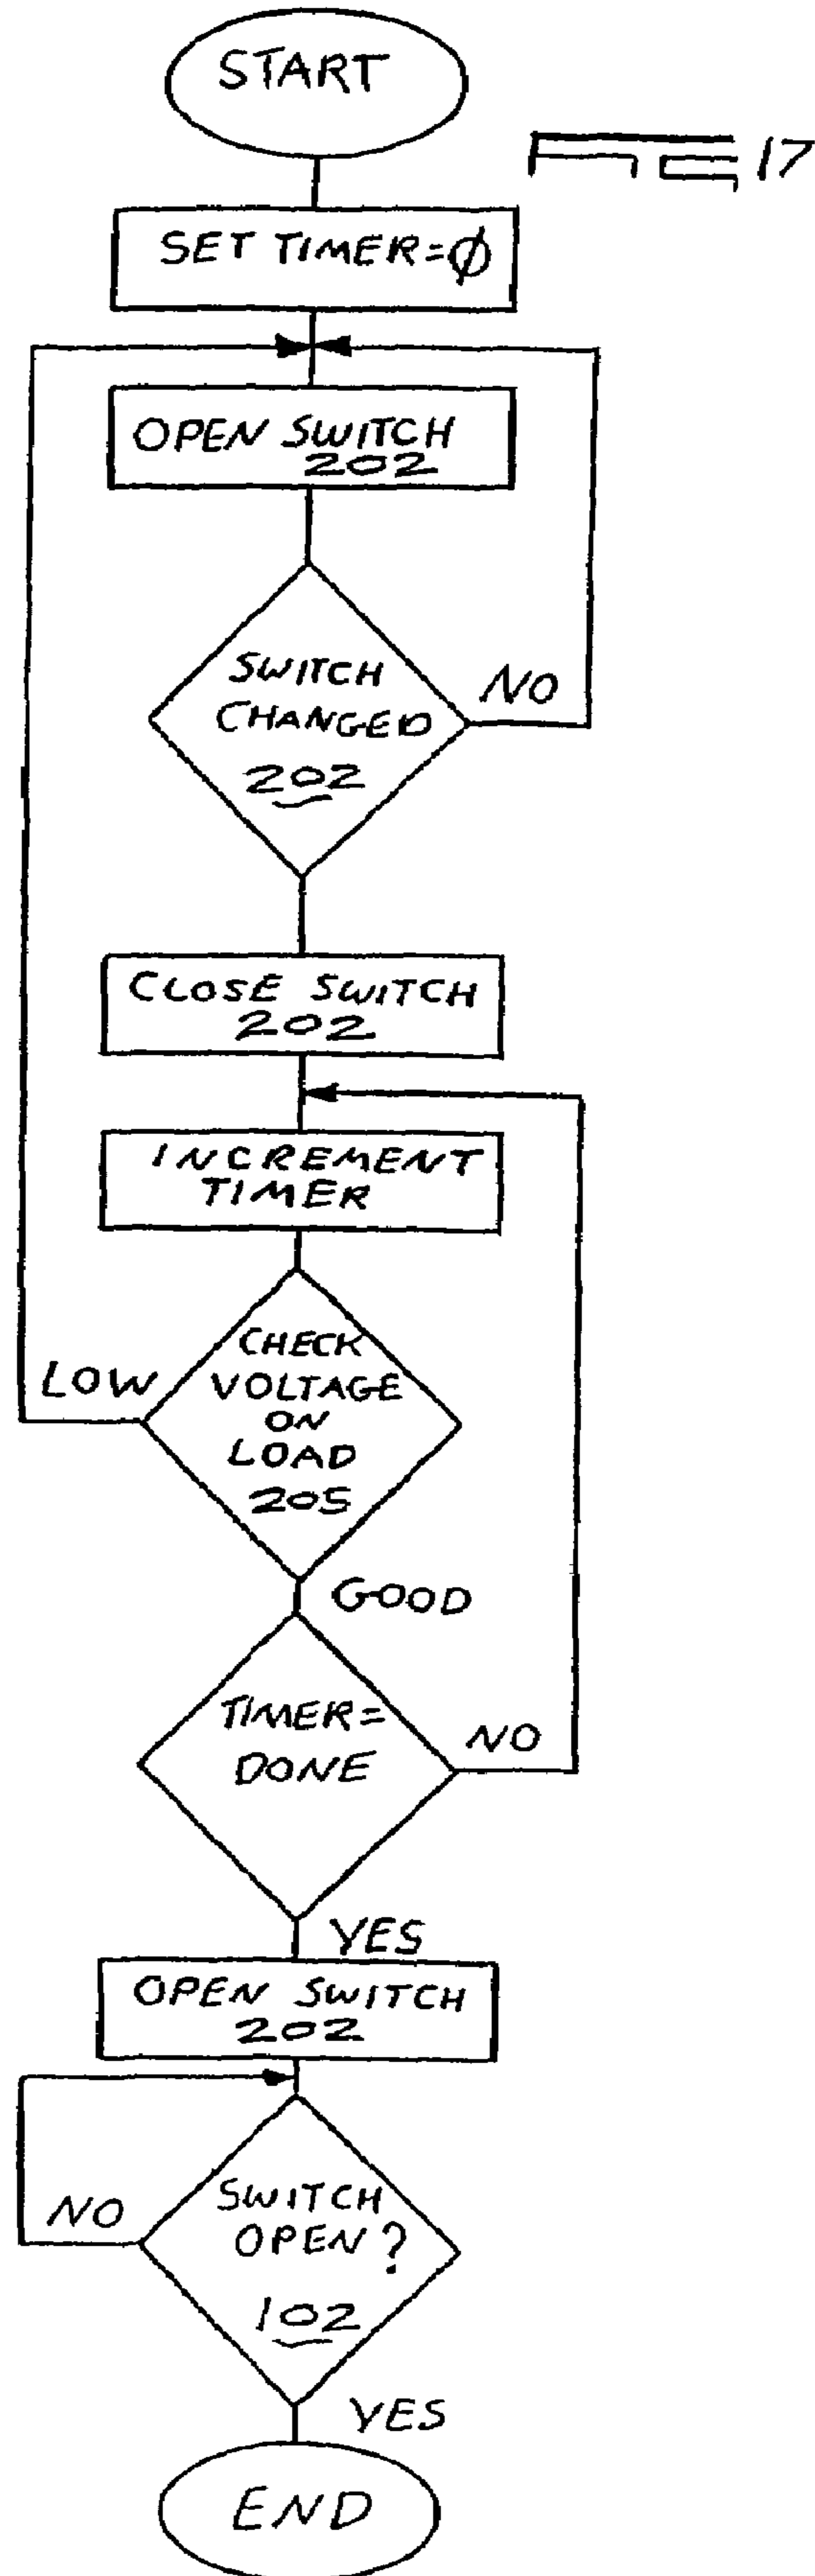 START
17
SET TIMER=Ø
OPEN SWITCH
202
SWITCH
CHANGED
202
NO
CLOSE SWITCH
202
INCREMENT
TIMER
CHECK
VOLTAGE
ON
LOAD
205
LOW
GOOD
TIMER=
DONE
NO
YES
OPEN SWITCH
202
SWITCH
OPEN?
102
NO
YES
END